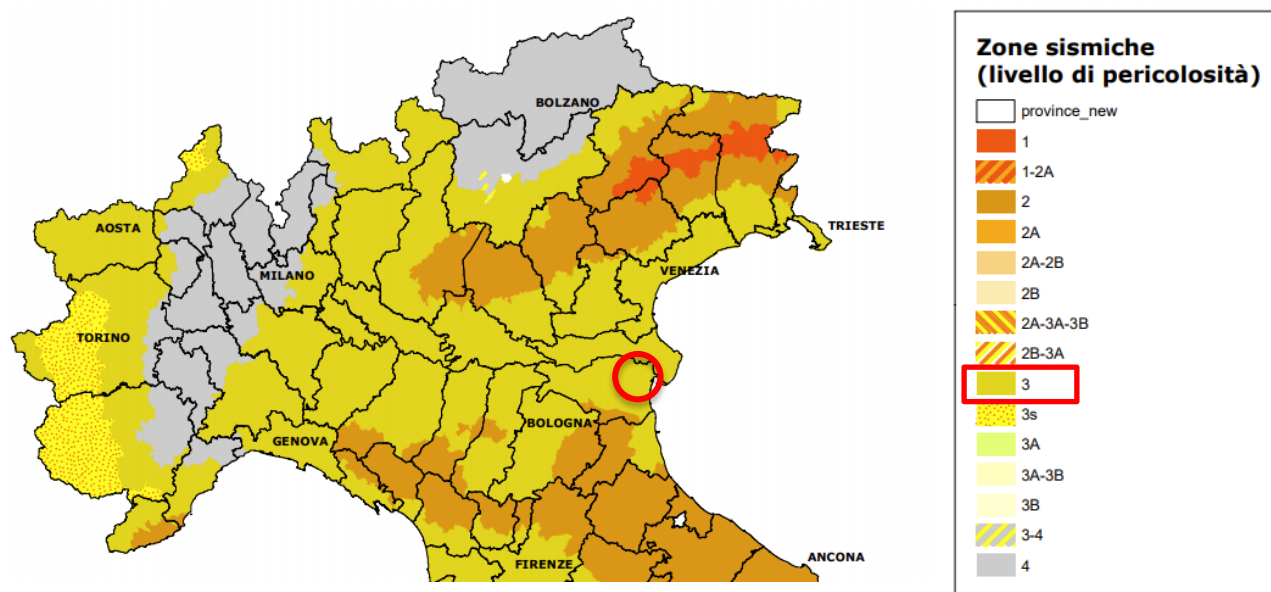 BOLZANO
AOSTA
TRIESTE
MILANO
VENEZIA
TORINO
BOLOGNA
GENOVA
ANCONA
FIRENZE
Zone sismiche
(livello di pericolosità)
province_new
1
1-2A
2
2A
2A-2B
2B
2A-3A-3B
2B-3A
3
3s
3A
3A-3B
3B
3-4
4